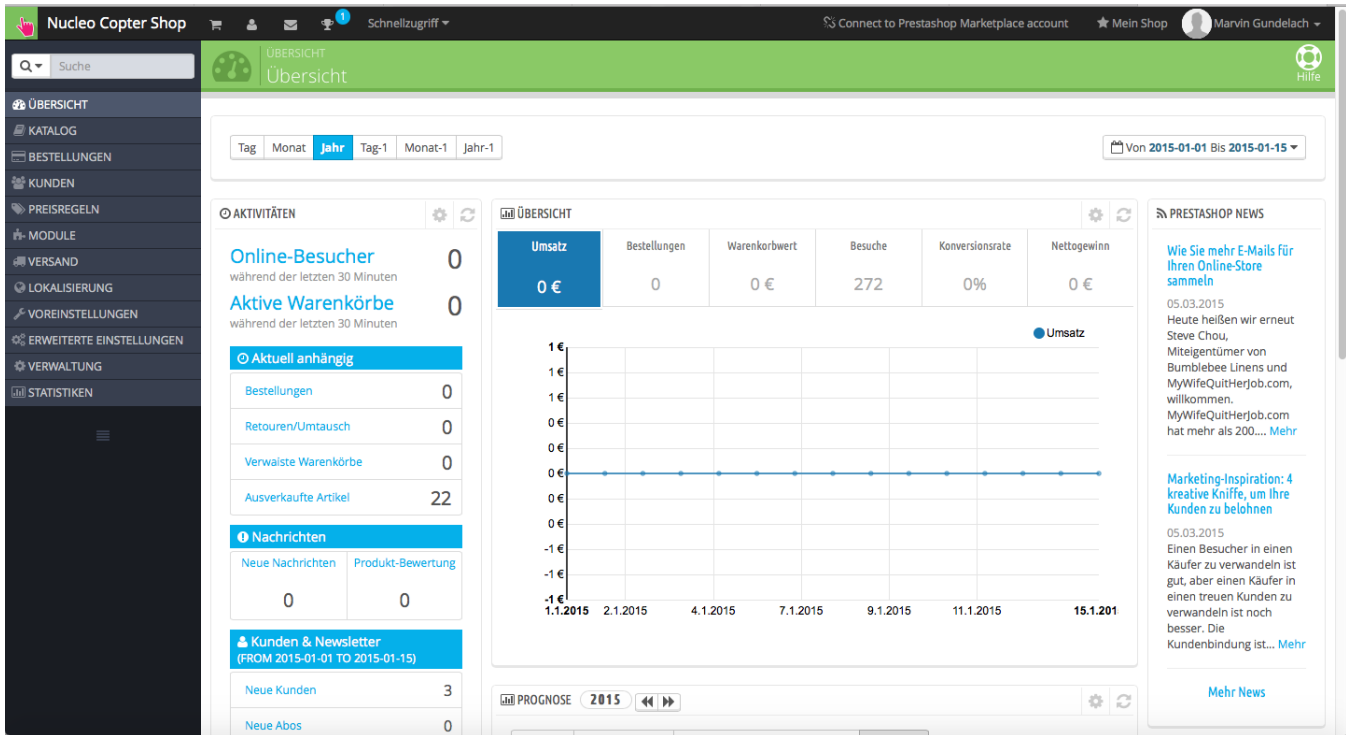 Nucleo Copter Shop
1
Schnellzugriff
Connect to Prestashop Marketplace account
Mein Shop
Marvin Gundelach
Suche
ÜBERSICHT
Übersicht
Hilfe
ÜBERSICHT
KATALOG
BESTELLUNGEN
KUNDEN
PREISREGELN
MODULE
VERSAND
LOKALISIERUNG
VOREINSTELLUNGEN
ERWEITERTE EINSTELLUNGEN
VERWALTUNG
STATISTIKEN
Tag Monat Jahr Tag-1 Monat-1 Jahr-1
Von 2015-01-01 Bis 2015-01-15
AKTIVITÄTEN
Online-Besucher 0
während der letzten 30 Minuten
Aktive Warenkörbe 0
während der letzten 30 Minuten
Aktuell anhängig
Bestellungen 0
Retouren/Umtausch 0
Verwaiste Warenkörbe 0
Ausverkaufte Artikel 22
Nachrichten
Neue Nachrichten Produkt-Bewertung
0 0
Kunden & Newsletter
(FROM 2015-01-01 TO 2015-01-15)
Neue Kunden 3
Neue Abos 0
ÜBERSICHT
Umsatz Bestellungen Warenkorbwert Besuche Konversionsrate Nettogewinn
0 € 0 0 € 272 0% 0 €
Umsatz
1 €
1 €
1 €
0 €
0 €
0 €
0 €
0 €
-1 €
-1 €
-1 €
1.1.2015 2.1.2015 4.1.2015 7.1.2015 9.1.2015 11.1.2015 15.1.201
PROGNOSE 2015
PRESTASHOP NEWS
Wie Sie mehr E-Mails für
Ihren Online-Store
sammeln
05.03.2015
Heute heißen wir erneut
Steve Chou,
Miteigentümer von
Bumblebee Linens und
MyWifeQuitHerJob.com,
willkommen.
MyWifeQuitHerJob.com
hat mehr als 200.... Mehr
Marketing-Inspiration: 4
kreative Kniffe, um Ihre
Kunden zu belohnen
05.03.2015
Einen Besucher in einen
Käufer zu verwandeln ist
gut, aber einen Käufer in
einen treuen Kunden zu
verwandeln ist noch
besser. Die
Kundenbindung ist... Mehr
Mehr News